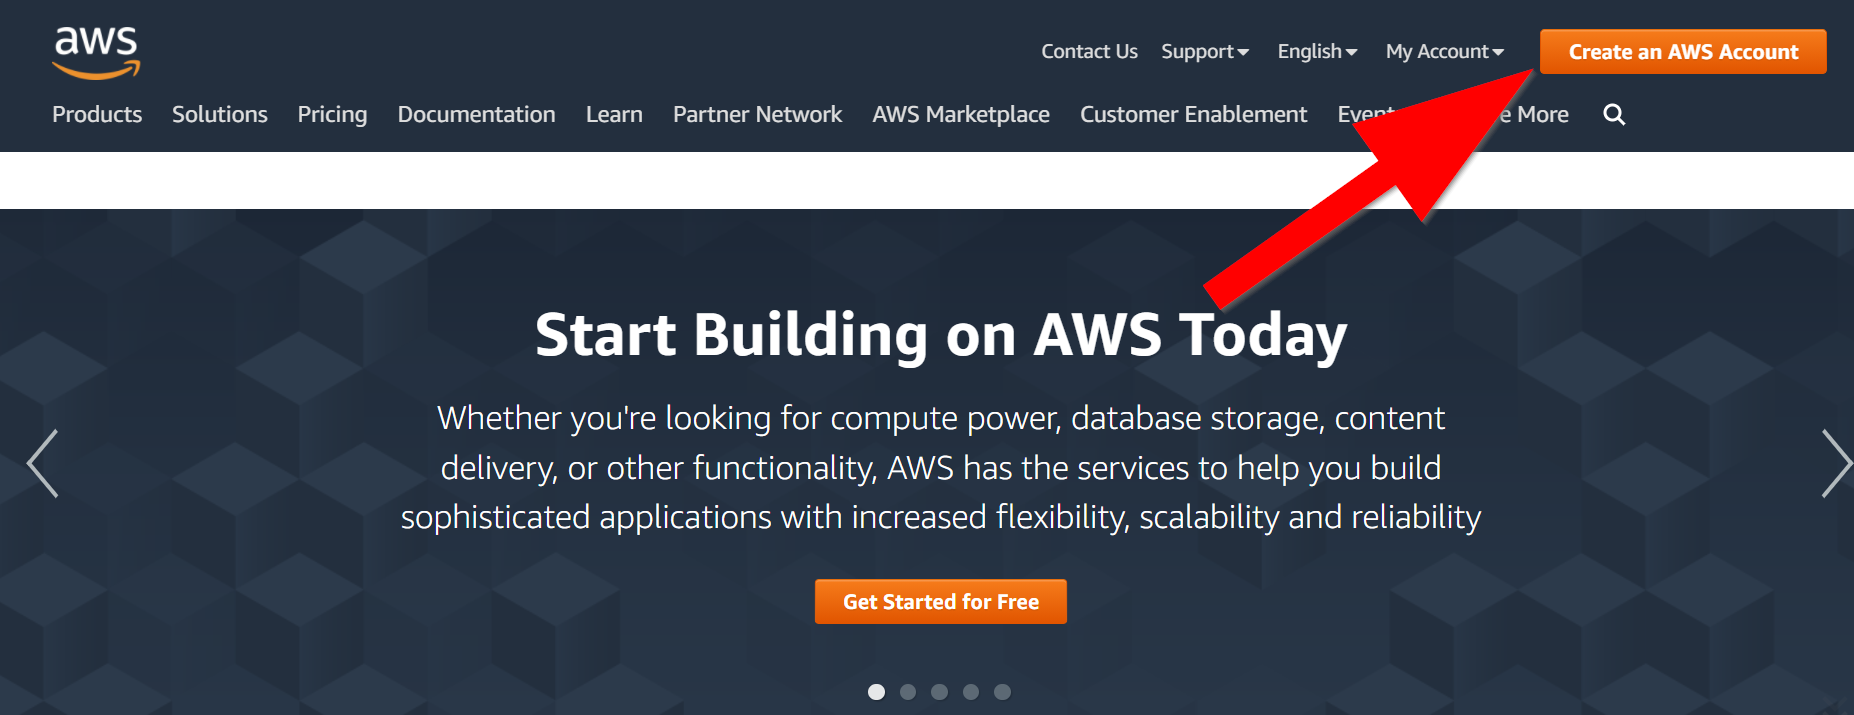 aws
Contact Us Support English My Account Create an AWS Account
Products Solutions Pricing Documentation Learn Partner Network AWS Marketplace Customer Enablement More
Start Building on AWS Today
Whether you're looking for compute power, database storage, content
delivery, or other functionality, AWS has the services to help you build
sophisticated applications with increased flexibility, scalability and reliability
Get Started for Free